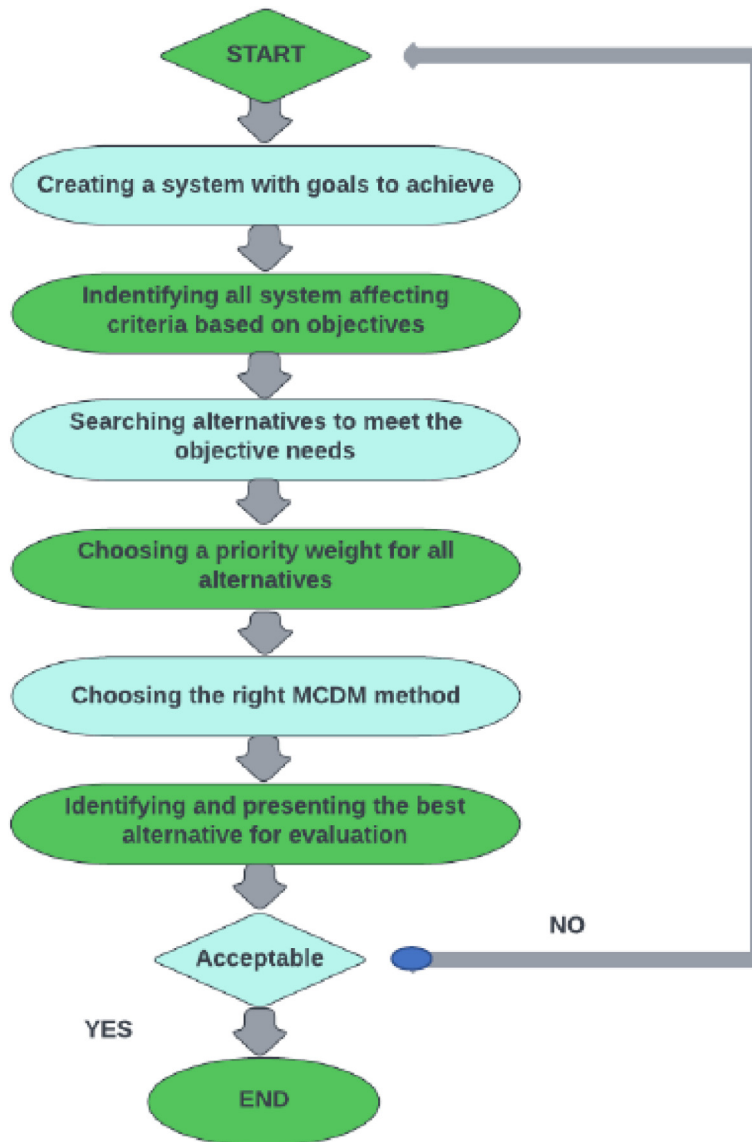 START
Creating a system with goals to achieve
Indentifying all system affecting
criteria based on objectives
Searching alternatives to meet the
objective needs
Choosing a priority weight for all
alternatives
Choosing the right MCDM method
Identifying and presenting the best
alternative for evaluation
NO
Acceptable
YES
END